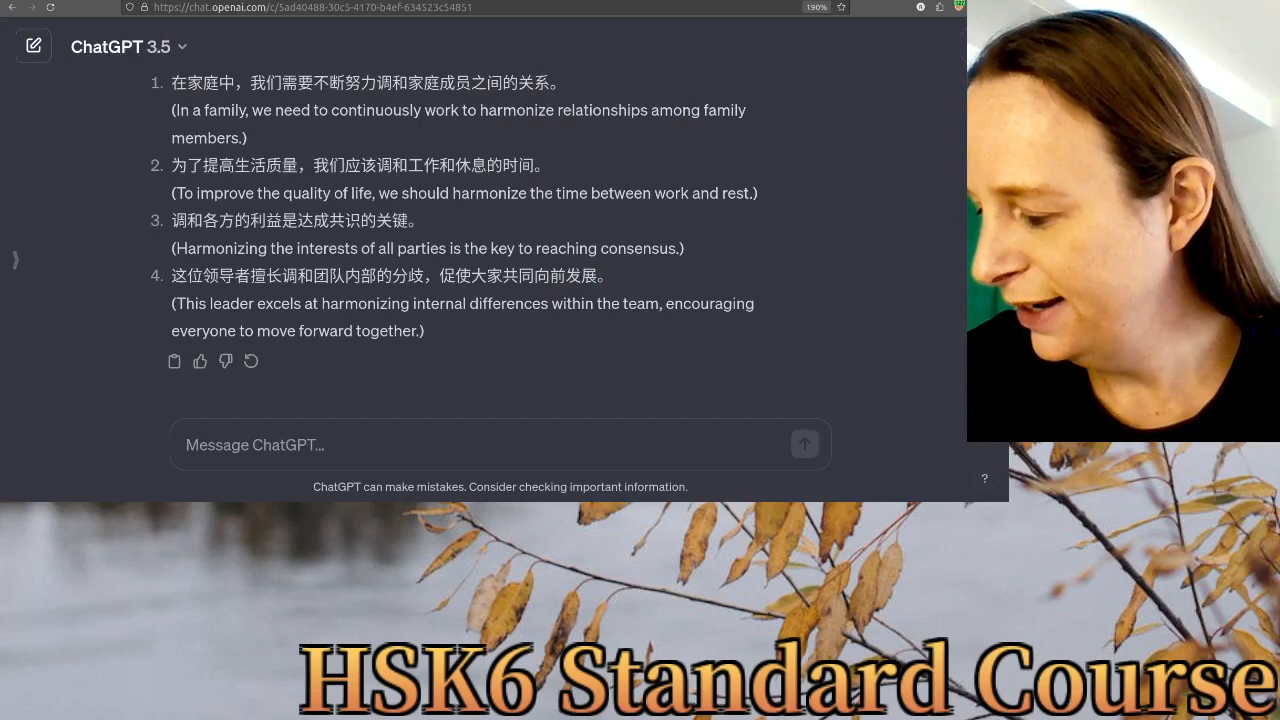 https://chat.openai.com/c/5ad40488-30c5-4170-b4ef-634523c54851
190%
ChatGPT 3.5
1. 在家庭中，我们需要不断努力调和家庭成员之间的关系。
(In a family, we need to continuously work to harmonize relationships among family
members.)
2. 为了提高生活质量，我们应该调和工作和休息的时间。
(To improve the quality of life, we should harmonize the time between work and rest.)
3. 调和各方的利益是达成共识的关键。
(Harmonizing the interests of all parties is the key to reaching consensus.)
4. 这位领导者擅长调和团队内部的分歧，促使大家共同向前发展。
(This leader excels at harmonizing internal differences within the team, encouraging
everyone to move forward together.)
Message ChatGPT…
?
ChatGPT can make mistakes. Consider checking important information.
HSK6 Standard Course